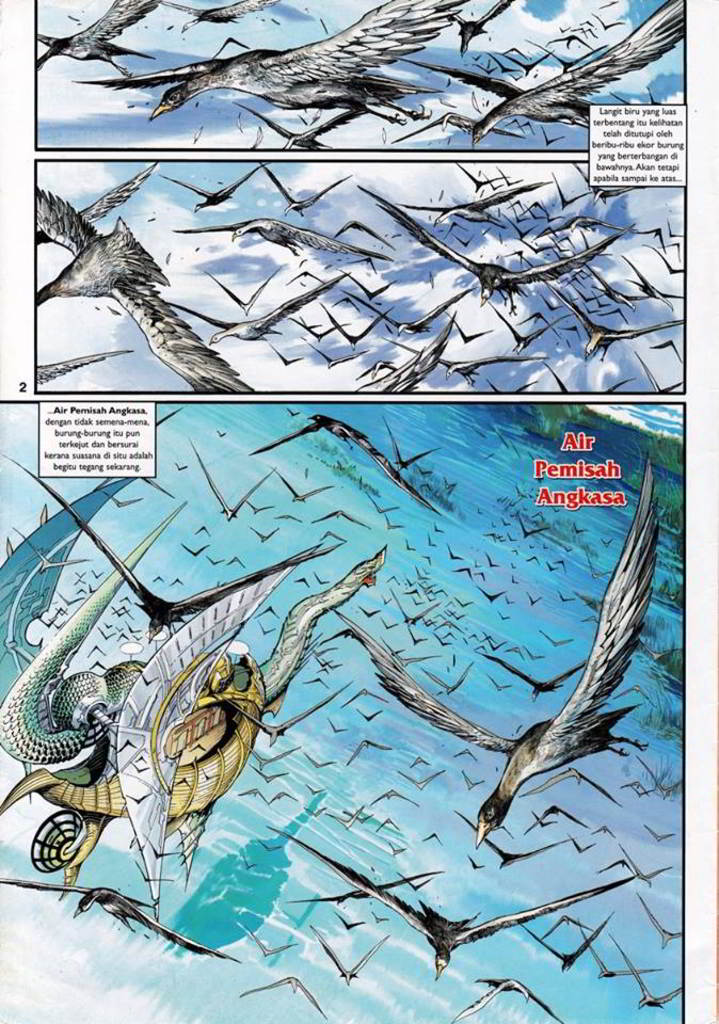 Langit biru yang luas
terbentang itu kelihatan
telah ditutupi oleh
beribu-ribu ekor burung
yang berterbangan di
bawahnya. Akan tetapi
apabila sampai ke atas...
2
...Air Pemisah Angkasa,
dengan tidak semena-mena,
burung-burung itu pun
terkejut dan bersurai
kerana suasana di situ adalah
begitu tegang sekarang.
Air
Pemisah
Angkasa